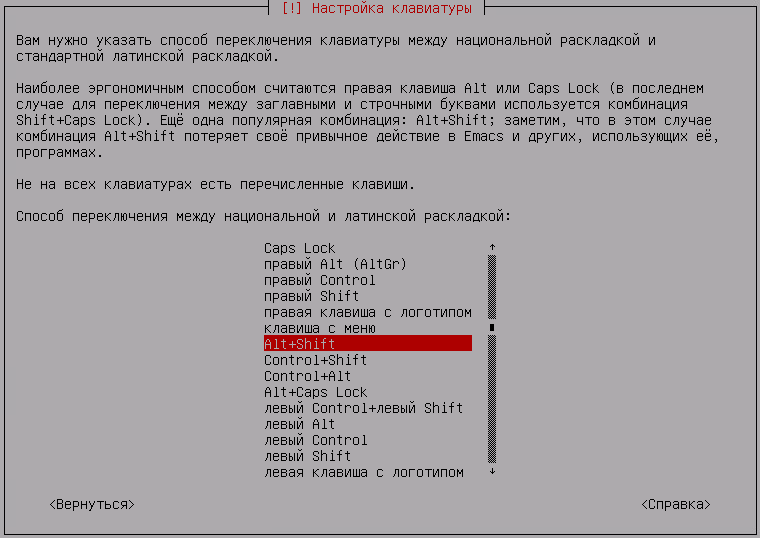 [!] Настройка клавиатуры
Вам нужно указать способ переключения клавиатуры между национальной раскладкой и
стандартной латинской раскладкой.
Наиболее эргономичным способом считаются правая клавиша Alt или Caps Lock (в последнем
случае для переключения между заглавными и строчными буквами используется комбинация
Shift+Caps Lock). Ещё одна популярная комбинация: Alt+Shift; заметим, что в этом случае
комбинация Alt+Shift потеряет своё привычное действие в Emacs и других, использующих её,
программах.
Не на всех клавиатурах есть перечисленные клавиши.
Способ переключения между национальной и латинской раскладкой:
Caps Lock
правый Alt (AltGr)
правый Control
правый Shift
правая клавиша с логотипом
клавиша с меню
Alt+Shift
Control+Shift
Control+Alt
Alt+Caps Lock
левый Control+левый Shift
левый Alt
левый Control
левый Shift
левая клавиша с логотипом
<Вернуться> <Справка>